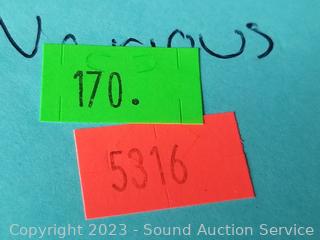 Various
170.
5316
Copyright 2023 - Sound Auction Service